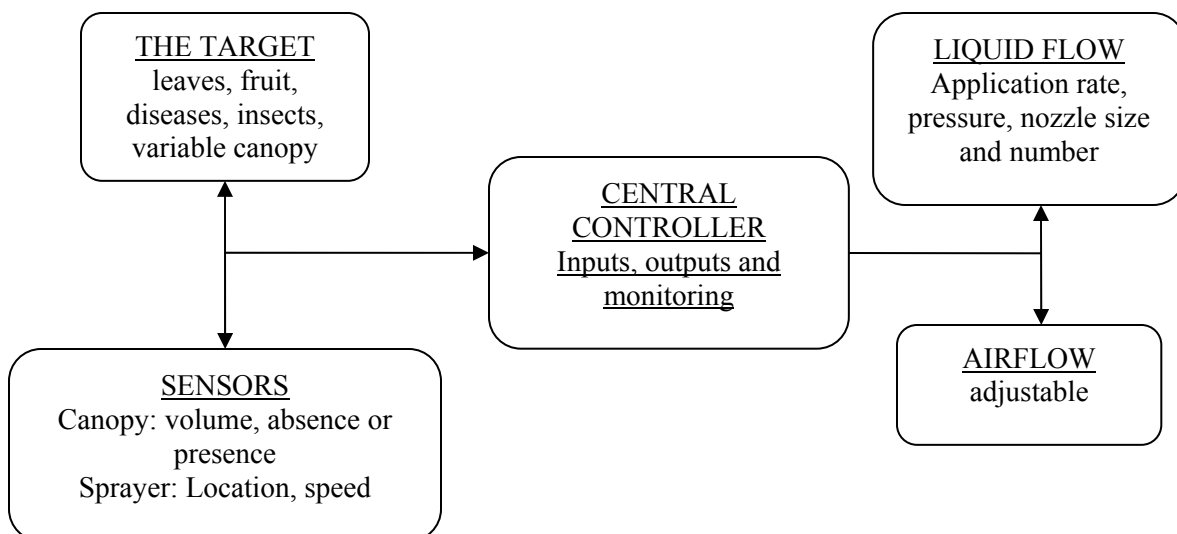 THE TARGET
leaves, fruit,
diseases, insects,
variable canopy
LIQUID FLOW
Application rate,
pressure, nozzle size
and number
CENTRAL
CONTROLLER
Inputs, outputs and
monitoring
SENSORS
Canopy: volume, absence or
presence
Sprayer: Location, speed
AIRFLOW
adjustable